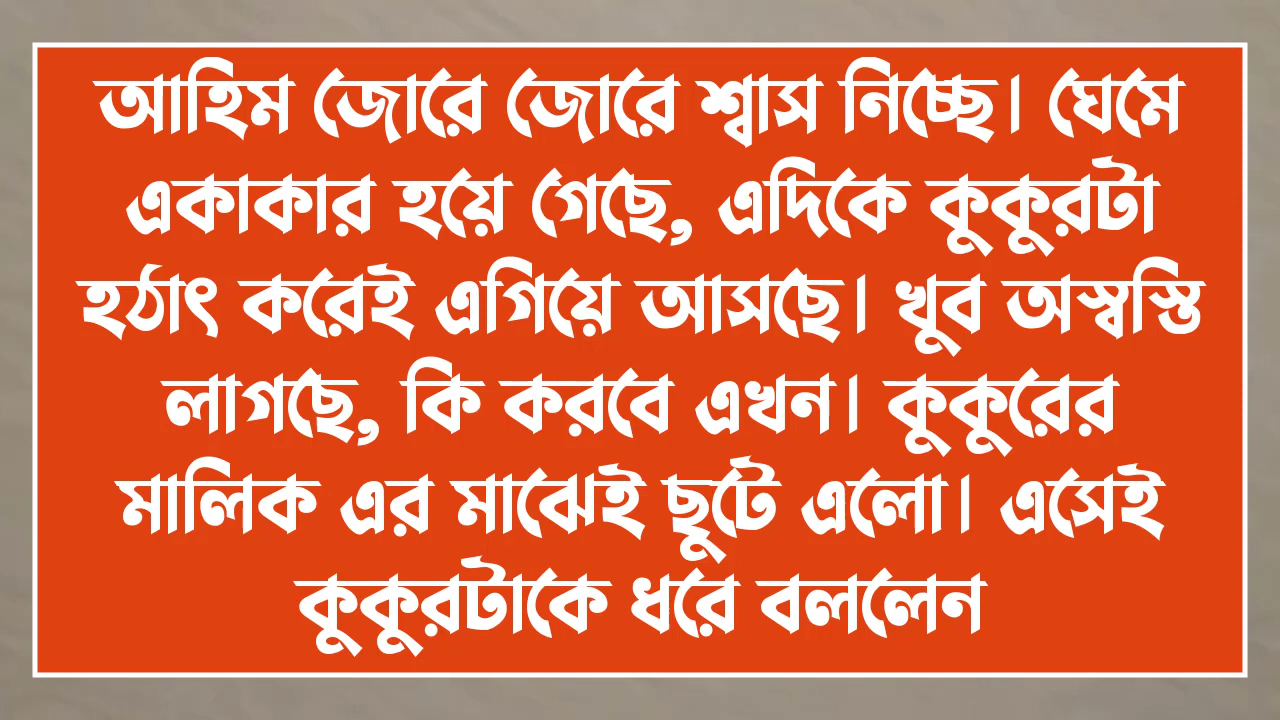 আহিম জোরে জোরে শ্বাস নিচ্ছে। ঘেমে
একাকার হয়ে গেছে, এদিকে কুকুরটা
হঠাৎ করেই এগিয়ে আসছে। খুব অস্বস্তি
লাগছে, কি করবে এখন। কুকুরের
মালিক এর মাঝেই ছুটে এলো। এসেই
কুকুরটাকে ধরে বললেন